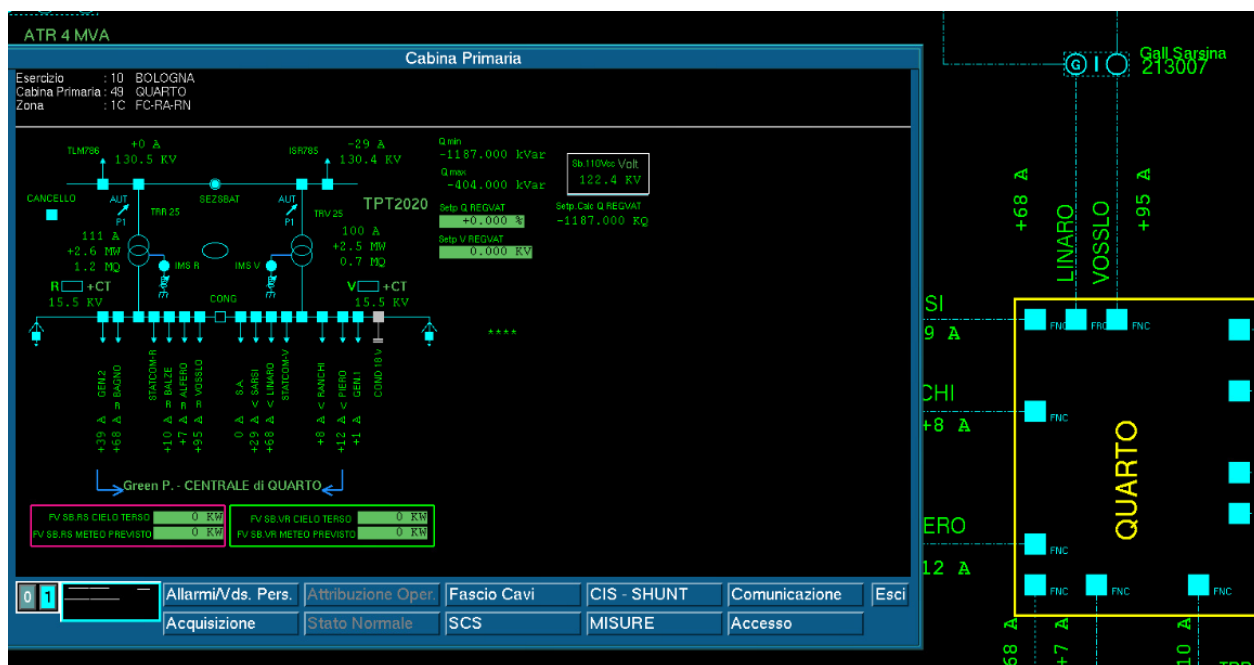 ATR 4 MVA
Cabina Primaria
Esercizio : 10 BOLOGNA
Cabina Primaria : 49 QUARTO
Zona : 1C FC-RA-RN
TLM786
+0 A
130.5 KV
ISR785
-29 A
130.4 KV
Q min
-1187.000 kVar
Q max
-404.000 kVar
Sb.110Vcc Volt
122.4 KV
CANCELLO
AUT
P1
TRR 25
SEZSBAT
AUT
P1
TRV 25
TPT2020
Setp Q REGVAT
+0.000 %
Setp.Calc Q REGVAT
-1187.000 KQ
Setp V REGVAT
0.000 KV
111 A
+2.6 MW
1.2 MQ
IMS R
IMS V
100 A
+2.5 MW
0.7 MQ
R +CT
15.5 KV
CONG
V +CT
15.5 KV
****
+39 A GEN.2
+68 A R BAGNO
STATCOM-R
+10 A R BALZE
+7 A R ALFERO
+95 A R VOSSLO
0 A S.A.
+29 A V SARSI
+68 A V LINARO
STATCOM-V
+8 A V RANCHI
+12 A V PIERO
+1 A GEN.1
COND 18 V
Green P. - CENTRALE di QUARTO
FV SB.RS CIELO TERSO 0 KW
FV SB.RS METEO PREVISTO 0 KW
FV SB.VR CIELO TERSO 0 KW
FV SB.VR METEO PREVISTO 0 KW
0 1
Allarmi/Vds. Pers.
Attribuzione Oper.
Fascio Cavi
CIS - SHUNT
Comunicazione
Esci
Acquisizione
Stato Normale
SCS
MISURE
Accesso
G I
Gall Sarsina
213007
+68 A
LINARO
VOSSLO
+95 A
SI
9 A
FNC
FRG
FNC
CHI
+8 A
FNC
QUARTO
ERO
12 A
FNC
FNC
FNC
FNC
68 A
+7 A
10 A